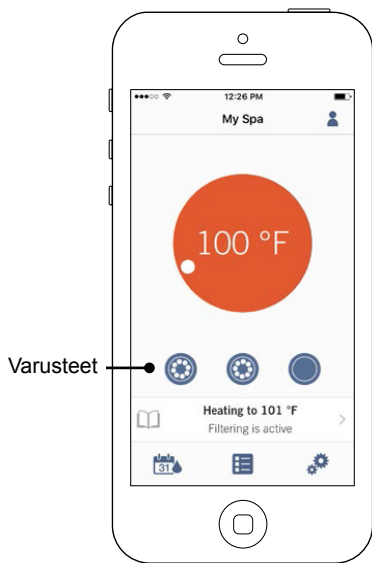 12:26 PM
My Spa
100 °F
Varusteet
Heating to 101 °F
Filtering is active
31